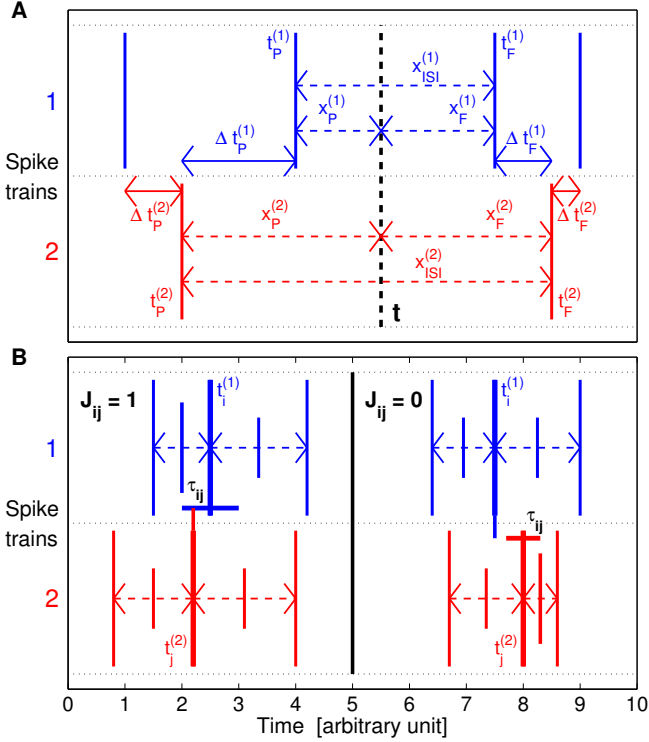 A
t_P^(1)
t_F^(1)
x_ISI^(1)
1
x_P^(1)
x_F^(1)
Δ t_P^(1)
Δ t_F^(1)
Spike
trains
Δ t_P^(2)
x_P^(2)
x_F^(2)
Δ t_F^(2)
2
x_ISI^(2)
t_P^(2)
t
t_F^(2)
B
J_ij = 1
t_i^(1)
J_ij = 0
t_i^(1)
1
τ_ij
Spike
trains
τ_ij
2
t_j^(2)
t_j^(2)
0 1 2 3 4 5 6 7 8 9 10
Time [arbitrary unit]